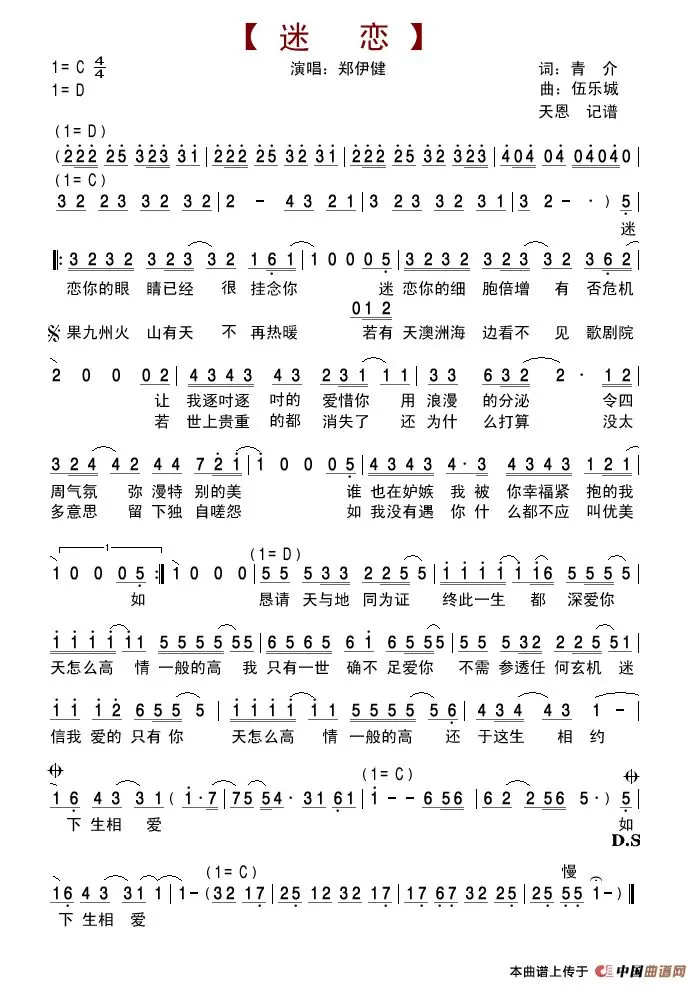 【 迷 恋 】
1= C 4/4 演唱：郑伊健 词：青 介
1= D 曲：伍乐城
天恩 记谱
(1= D)
(222 25 323 31 | 222 25 32 31 | 222 25 32 323 | 404 04 04040
(1= C)
32 23 32 32 | 2 - 43 21 | 3 23 32 31 | 3 2- · ) 5
迷
|: 3232 323 32 161 | 1000 5 | 3232 323 32 362
恋你的眼 睛已经 很 挂念你 迷 恋你的细 胞倍增 有 否危机
012
果九州火 山有天 不 再热暖 若有 天澳洲海 边看不 见 歌剧院
2 0 0 02 | 4343 43 231 11 | 33 632 2· 12
让 我逐吋逐 吋的 爱惜你 用 浪漫 的分泌 令四
若 世上贵重 的都 消失了 还 为什 么打算 没太
324 42 44 721 | 1 0 0 05 | 4343 4·3 4343 121
周气氛 弥 漫特 别的美 谁 也在妒嫉 我 被 你幸福紧 抱的我
多意思 留 下独 自嗟怨 如 我没有遇 你 什 么都不应 叫优美
1
(1= D)
1 0 0 05 :| 1000 | 55 533 2255 | 1111 116 5555
如 恳请 天与地 同为证 终此一生 都 深爱你
1111 11 5555 55 | 6565 61 6565 | 55 532 225 51
天怎么高 情 一般的高 我 只有一世 确不 足爱你 不需 参透任 何玄机 迷
11 12 655 5 | 1111 11 5555 56 | 434 43 1 -
信我 爱的 只有 你 天怎么高 情 一般的高 还 于这生 相 约
(1= C)
16 43 31 (1·7 | 75 54· 31 61 | 1-- 656 | 62 2 256 5· ) 5
下 生相 爱 如
D.S
(1= C) 慢
16 43 31 1 | 1-(32 17 | 25 12 32 17 | 17 67 32 25 | 25 55 1-) ||
下 生相 爱
本曲谱上传于 中国曲谱网